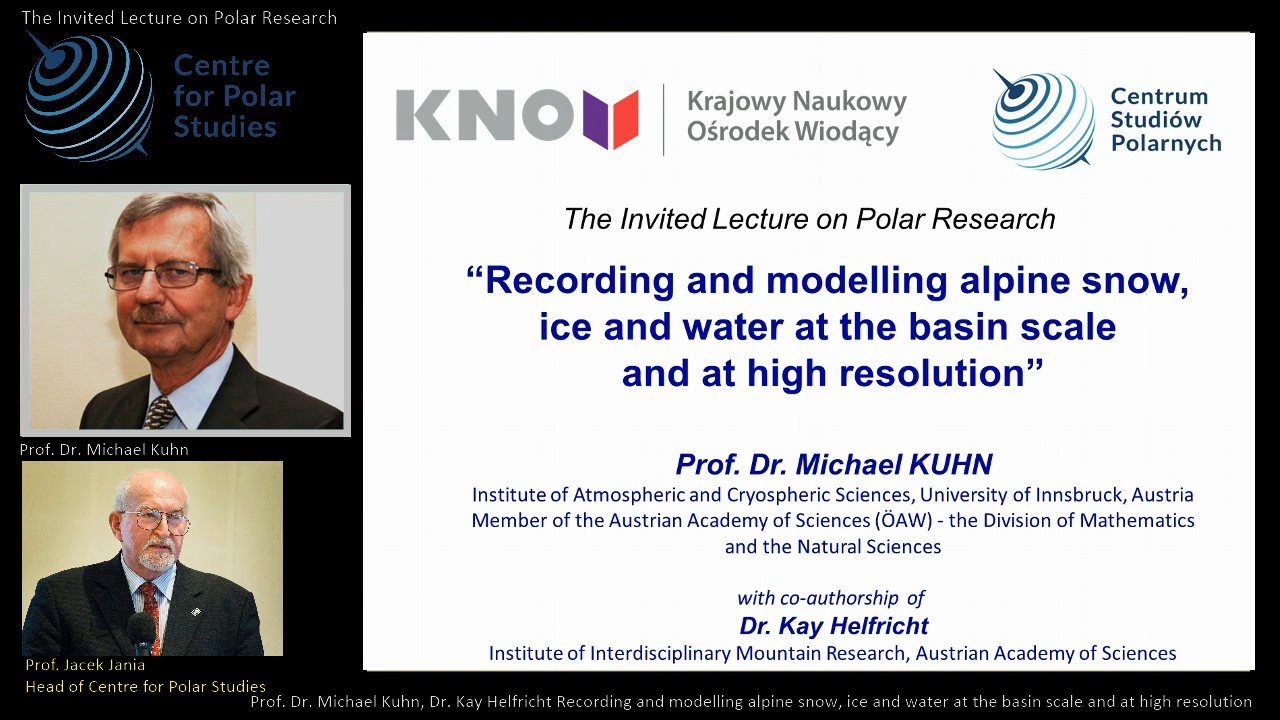 The Invited Lecture on Polar Research
Centre
for Polar
Studies
Prof. Dr. Michael Kuhn
Prof. Jacek Jania
Head of Centre for Polar Studies
KNOW
Krajowy Naukowy
Ośrodek Wiodący
Centrum
Studiów
Polarnych
The Invited Lecture on Polar Research
“Recording and modelling alpine snow,
ice and water at the basin scale
and at high resolution”
Prof. Dr. Michael KUHN
Institute of Atmospheric and Cryospheric Sciences, University of Innsbruck, Austria
Member of the Austrian Academy of Sciences (ÖAW) - the Division of Mathematics
and the Natural Sciences
with co-authorship of
Dr. Kay Helfricht
Institute of Interdisciplinary Mountain Research, Austrian Academy of Sciences
Prof. Dr. Michael Kuhn, Dr. Kay Helfricht Recording and modelling alpine snow, ice and water at the basin scale and at high resolution